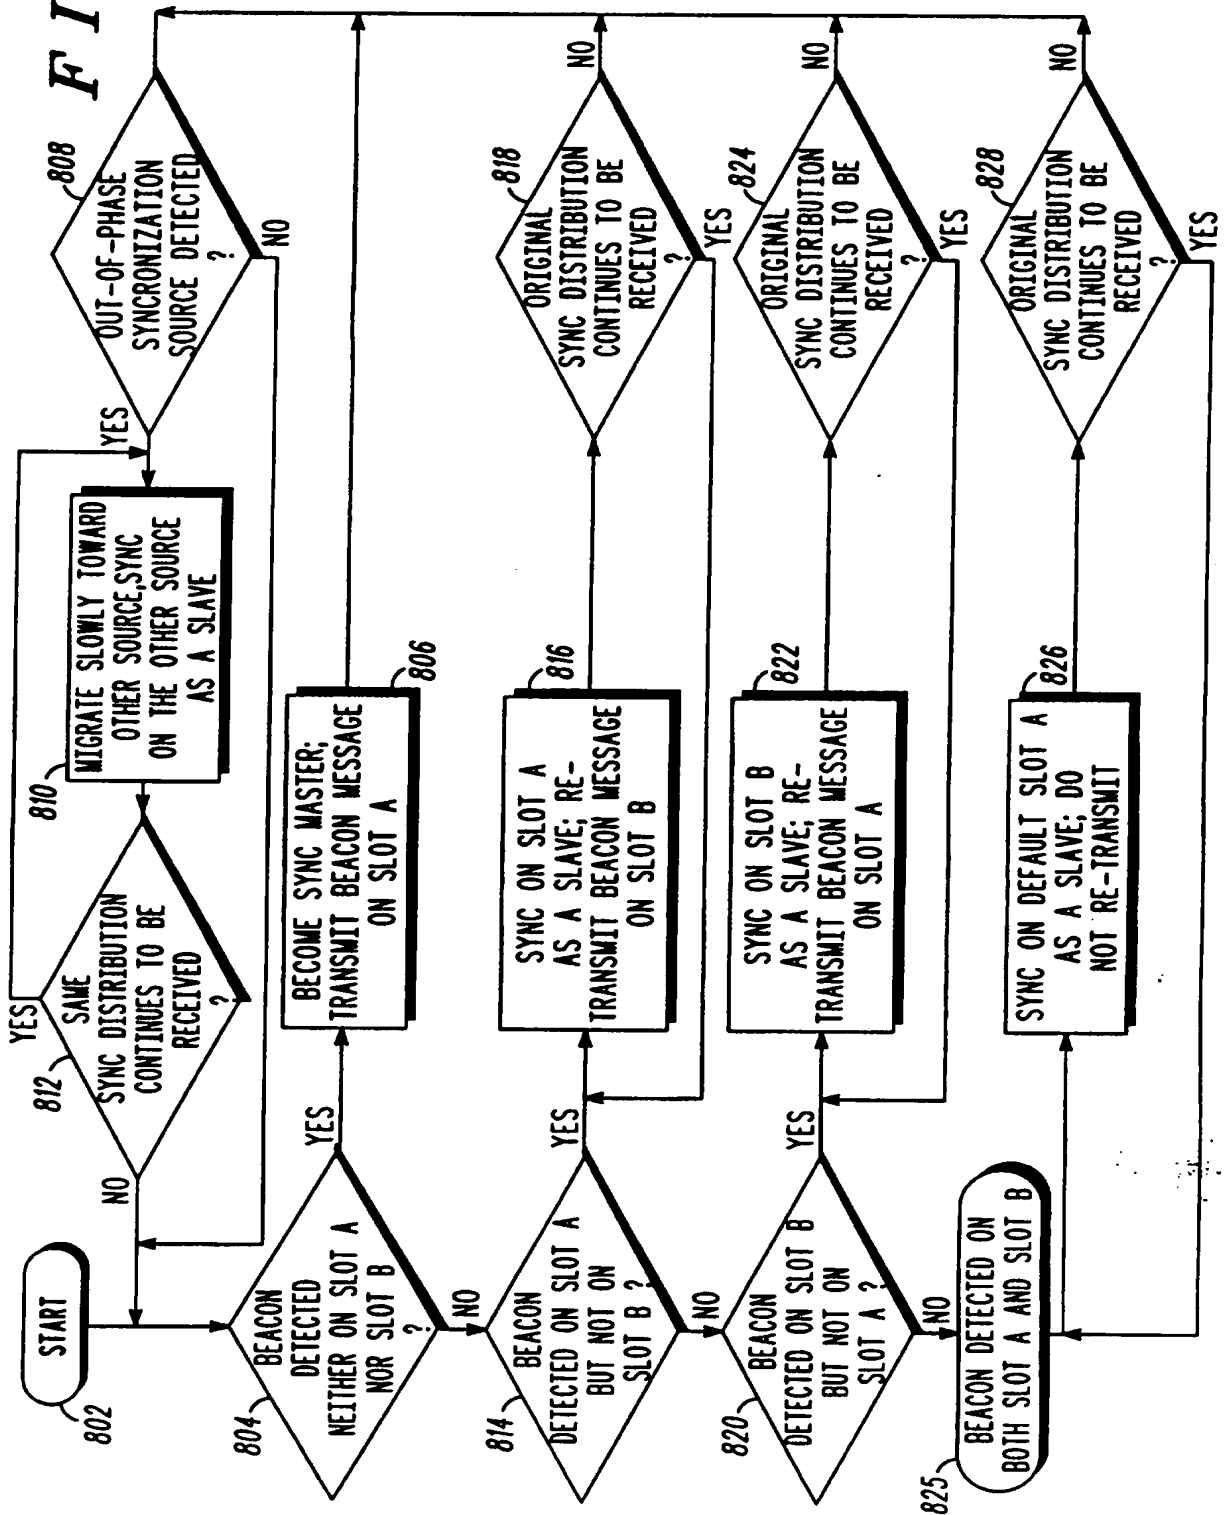 F I
START
802
804
BEACON
DETECTED
NEITHER ON SLOT A
NOR SLOT B
?
YES
NO
BECOME SYNC MASTER;
TRANSMIT BEACON MESSAGE
ON SLOT A
806
808
OUT-OF-PHASE
SYNCRONIZATION
SOURCE DETECTED
?
YES
NO
810
MIGRATE SLOWLY TOWARD
OTHER SOURCE,SYNC
ON THE OTHER SOURCE
AS A SLAVE
812
SAME
SYNC DISTRIBUTION
CONTINUES TO BE
RECEIVED
?
YES
NO
814
BEACON
DETECTED ON SLOT A
BUT NOT ON
SLOT B ?
YES
NO
816
SYNC ON SLOT A
AS A SLAVE; RE-
TRANSMIT BEACON MESSAGE
ON SLOT B
818
ORIGINAL
SYNC DISTRIBUTION
CONTINUES TO BE
RECEIVED
?
NO
YES
820
BEACON
DETECTED ON SLOT B
BUT NOT ON
SLOT A ?
YES
NO
822
SYNC ON SLOT B
AS A SLAVE; RE-
TRANSMIT BEACON MESSAGE
ON SLOT A
824
ORIGINAL
SYNC DISTRIBUTION
CONTINUES TO BE
RECEIVED
?
NO
YES
825
BEACON DETECTED ON
BOTH SLOT A AND SLOT B
826
SYNC ON DEFAULT SLOT A
AS A SLAVE; DO
NOT RE-TRANSMIT
828
ORIGINAL
SYNC DISTRIBUTION
CONTINUES TO BE
RECEIVED
?
NO
YES